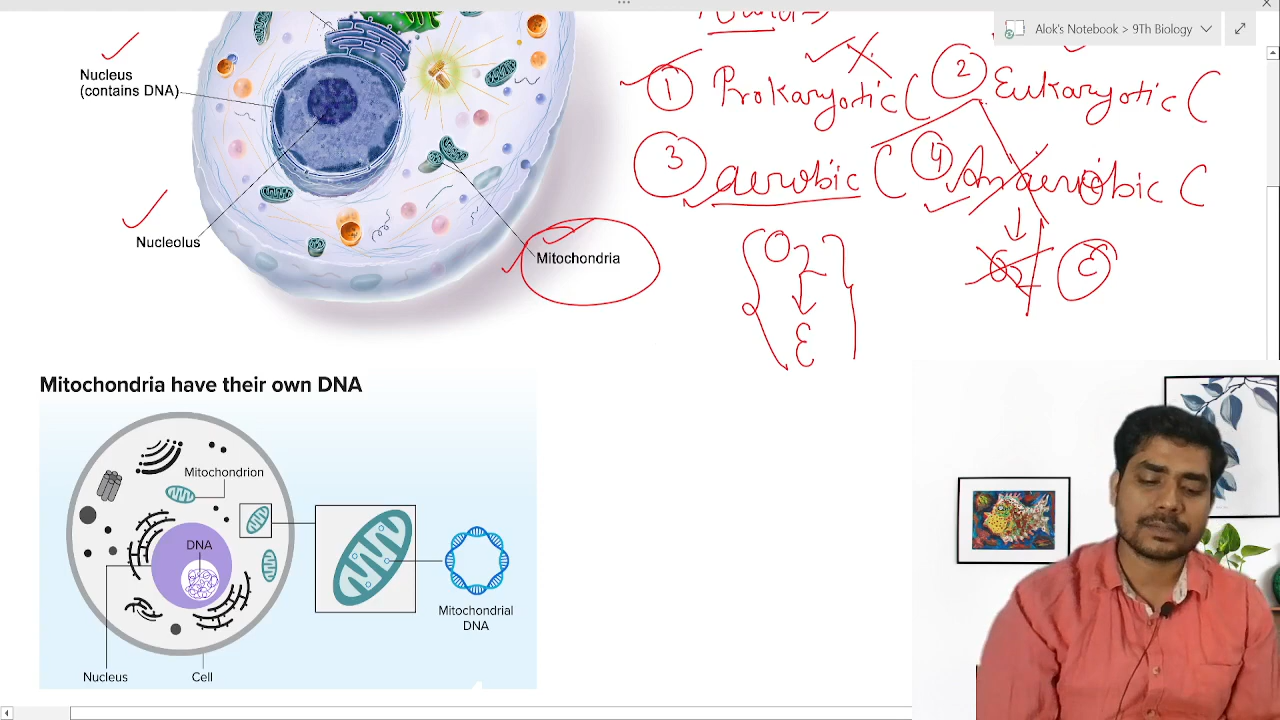 Alok's Notebook > 9Th Biology
Nucleus
(contains DNA)
Nucleolus
Mitochondria
1 Prokaryotic (
2 Eukaryotic (
3 aerobic (
4 Anaerobic (
O2
E
O2 E
Mitochondria have their own DNA
Mitochondrion
DNA
Mitochondrial
DNA
Nucleus
Cell